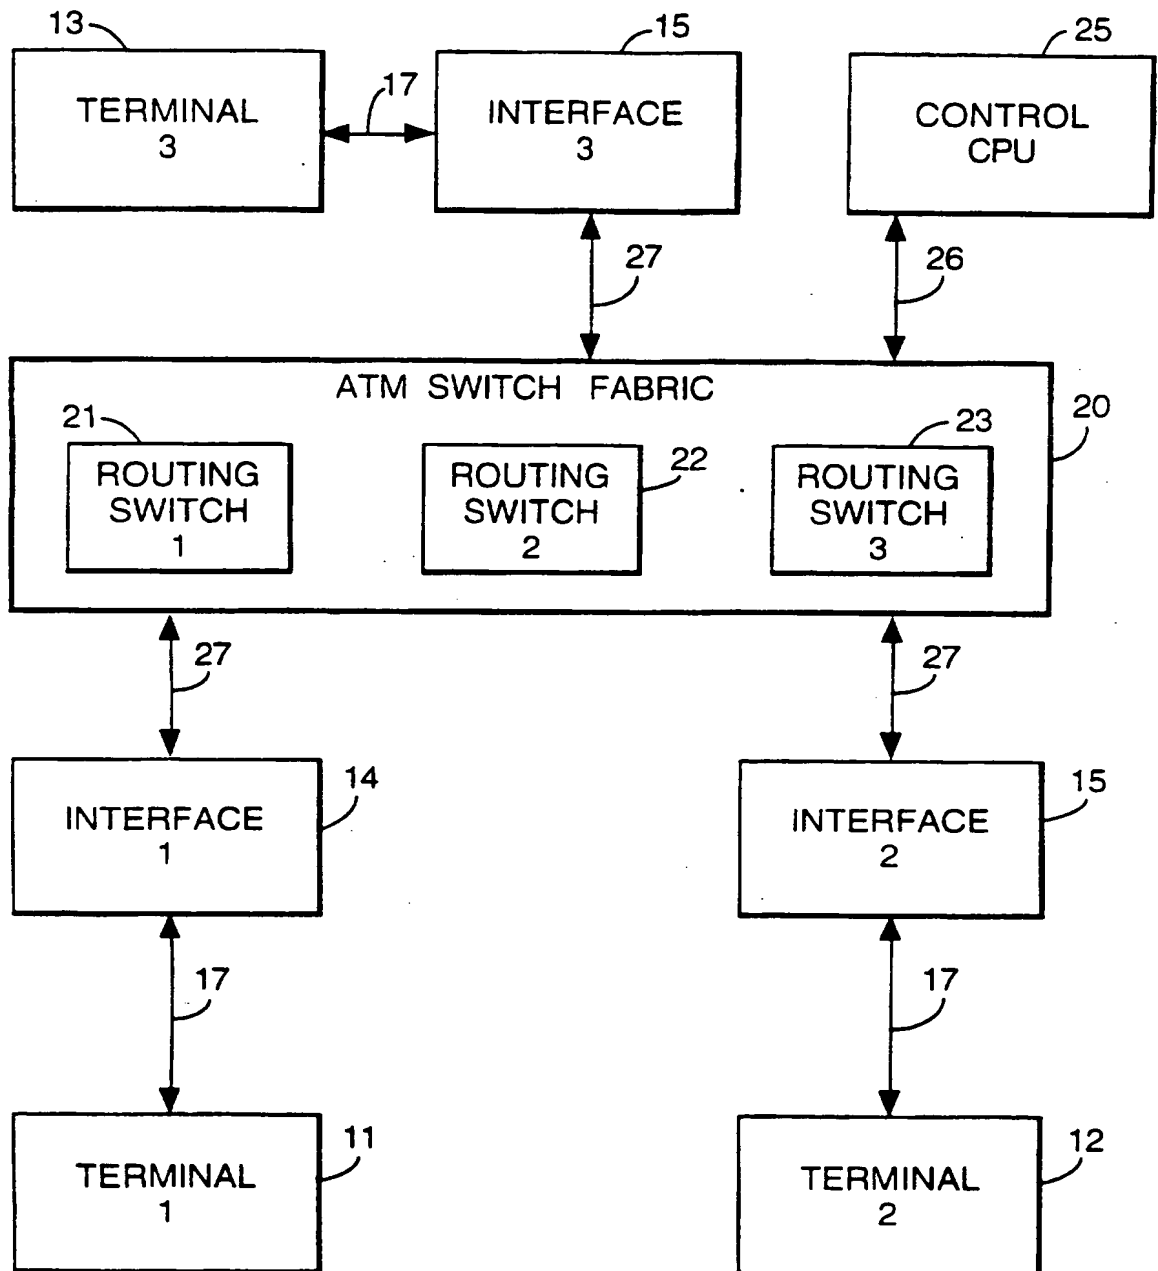 13
15
25
TERMINAL
3
17
INTERFACE
3
CONTROL
CPU
27
26
ATM SWITCH FABRIC
20
21
ROUTING
SWITCH
1
22
ROUTING
SWITCH
2
23
ROUTING
SWITCH
3
27
27
14
INTERFACE
1
15
INTERFACE
2
17
17
11
TERMINAL
1
12
TERMINAL
2